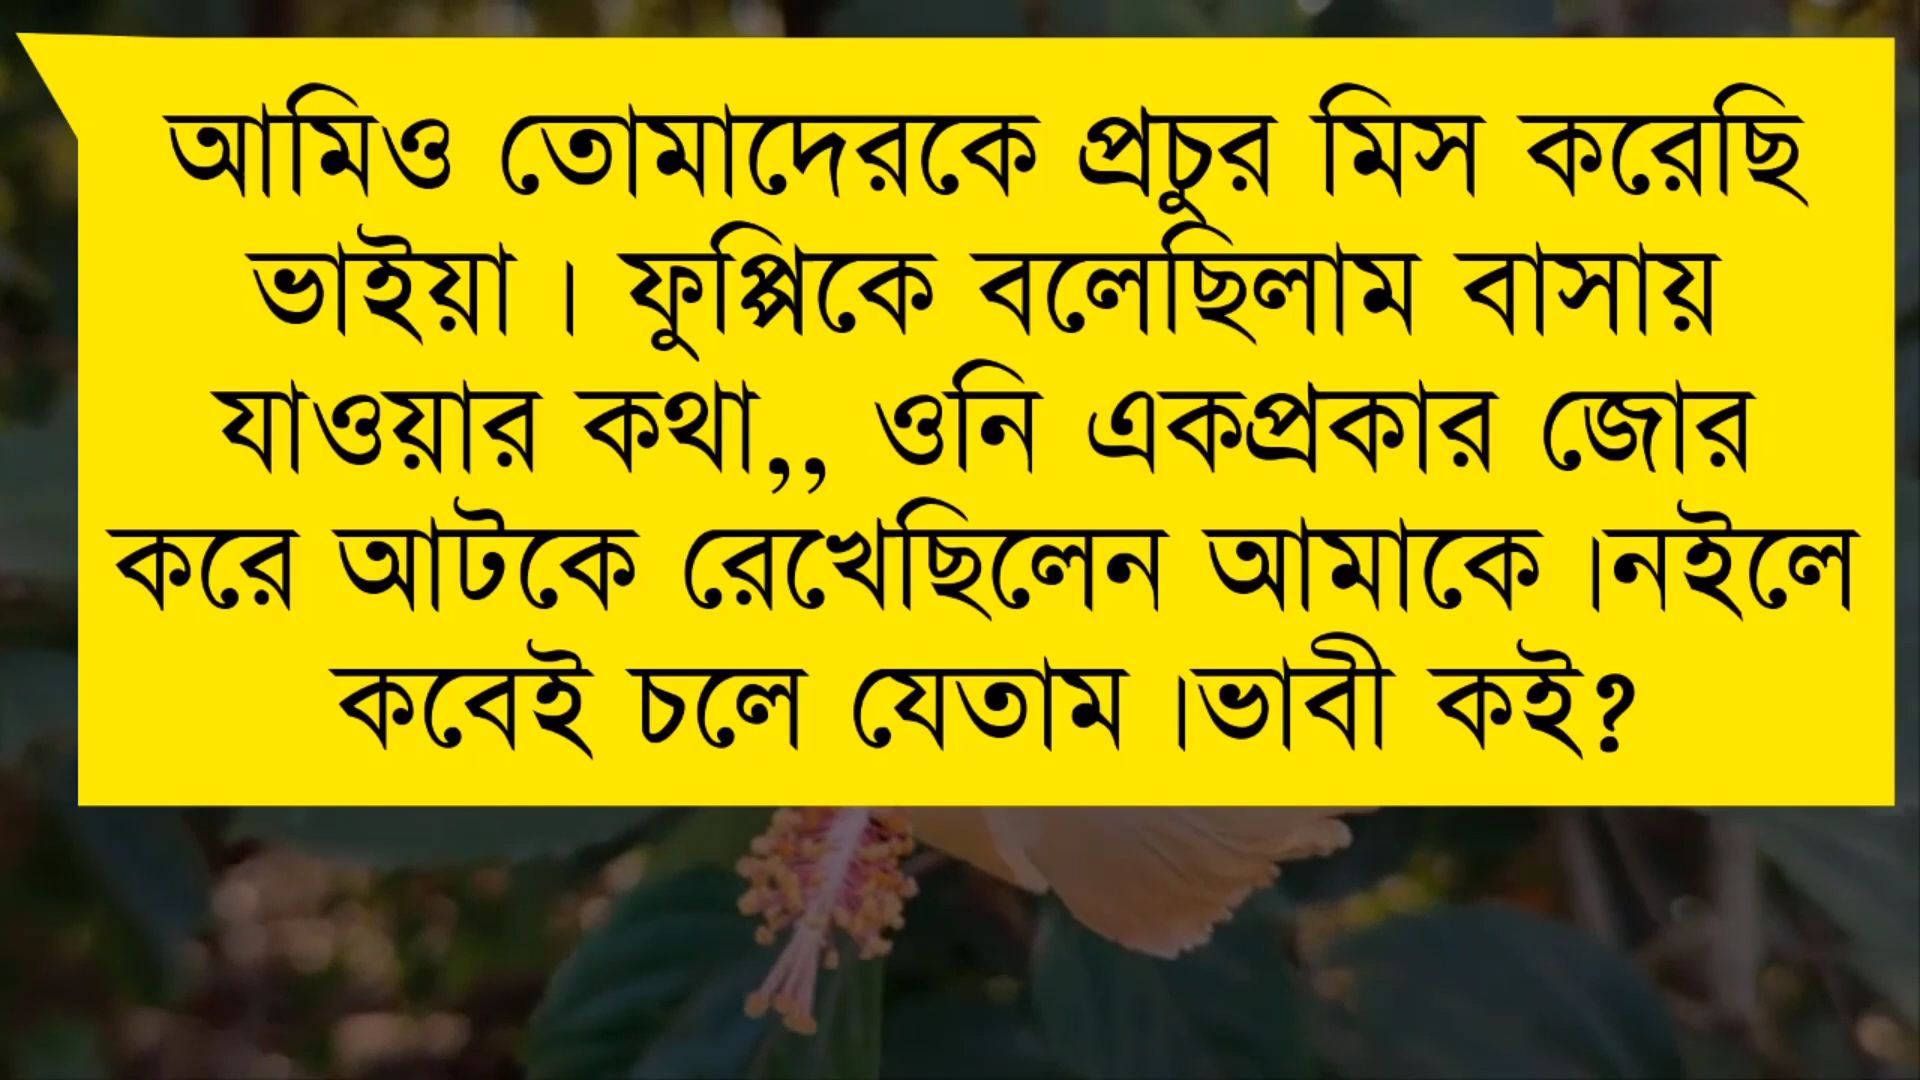 আমিও তোমাদেরকে প্রচুর মিস করেছি
ভাইয়া । ফুপ্পিকে বলেছিলাম বাসায়
যাওয়ার কথা,, ওনি একপ্রকার জোর
করে আটকে রেখেছিলেন আমাকে ।নইলে
কবেই চলে যেতাম ।ভাবী কই?